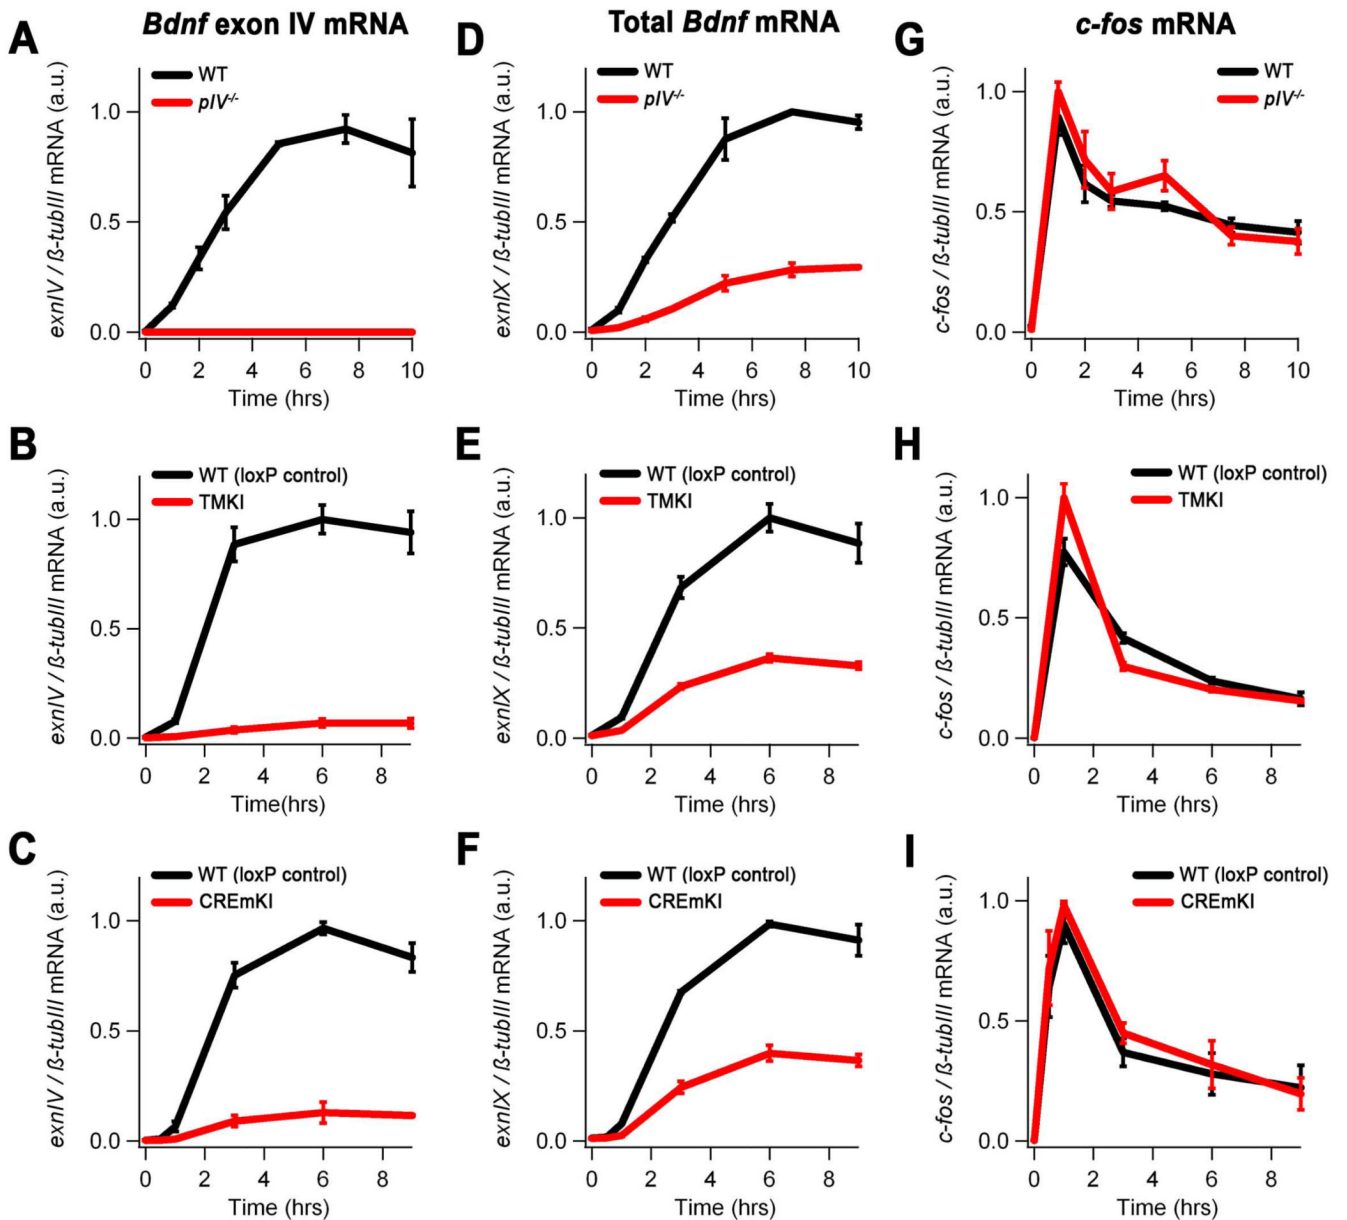 A
Bdnf exon IV mRNA
WT
pIV-/-
exnIV / ß-tubIII mRNA (a.u.)
1.0
0.5
0.0
0 2 4 6 8 10
Time (hrs)
D
Total Bdnf mRNA
WT
pIV-/-
exnIX / ß-tubIII mRNA (a.u.)
1.0
0.5
0.0
0 2 4 6 8 10
Time (hrs)
G
c-fos mRNA
WT
pIV-/-
c-fos / ß-tubIII mRNA (a.u.)
1.0
0.5
0.0
0 2 4 6 8 10
Time (hrs)
B
WT (loxP control)
TMKI
exnIV / ß-tubIII mRNA (a.u.)
1.0
0.5
0.0
0 2 4 6 8
Time(hrs)
E
WT (loxP control)
TMKI
exnIX / ß-tubIII mRNA (a.u.)
1.0
0.5
0.0
0 2 4 6 8
Time (hrs)
H
WT (loxP control)
TMKI
c-fos / ß-tubIII mRNA (a.u.)
1.0
0.5
0.0
0 2 4 6 8
Time (hrs)
C
WT (loxP control)
CREmKI
exnIV / ß-tubIII mRNA (a.u.)
1.0
0.5
0.0
0 2 4 6 8
Time (hrs)
F
WT (loxP control)
CREmKI
exnIX / ß-tubIII mRNA (a.u.)
1.0
0.5
0.0
0 2 4 6 8
Time (hrs)
I
WT (loxP control)
CREmKI
c-fos / ß-tubIII mRNA (a.u.)
1.0
0.5
0.0
0 2 4 6 8
Time (hrs)